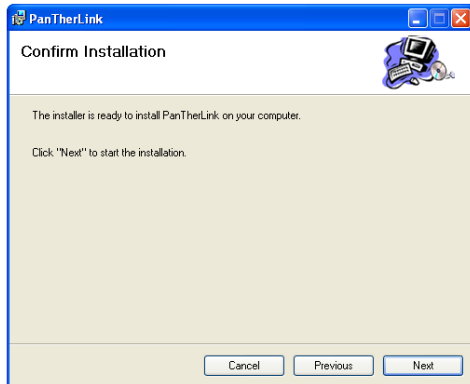 PanTherLink
Confirm Installation
The installer is ready to install PanTherLink on your computer.
Click "Next" to start the installation.
Cancel
Previous
Next